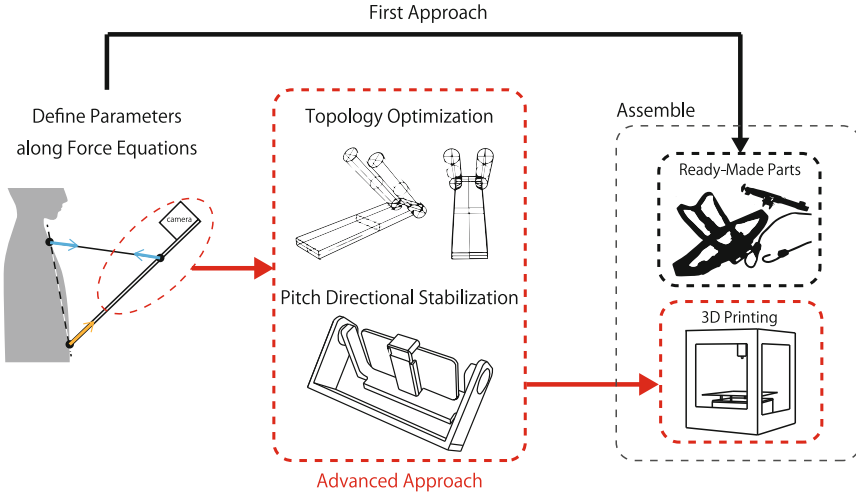 First Approach
Define Parameters
along Force Equations
camera
Topology Optimization
Pitch Directional Stabilization
Advanced Approach
Assemble
Ready-Made Parts
3D Printing